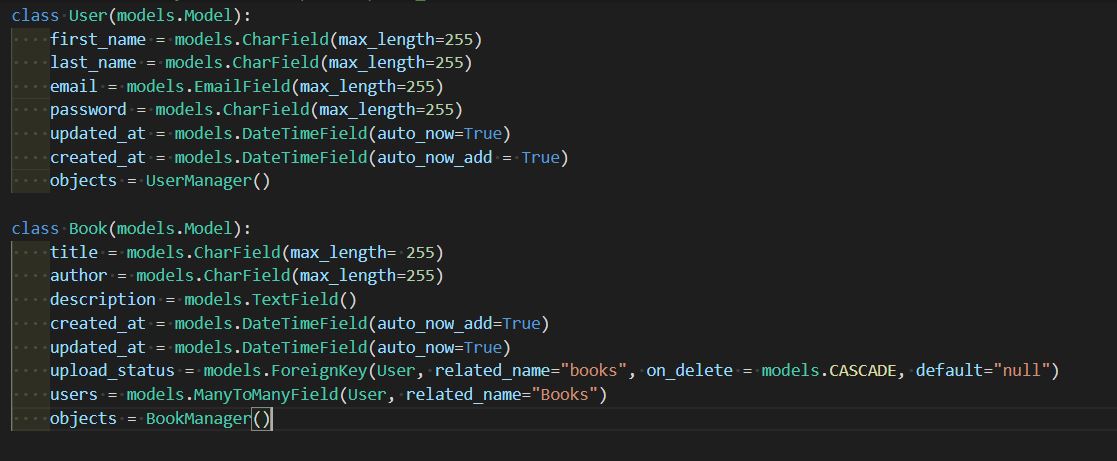 class User(models.Model):
    first_name = models.CharField(max_length=255)
    last_name = models.CharField(max_length=255)
    email = models.EmailField(max_length=255)
    password = models.CharField(max_length=255)
    updated_at = models.DateTimeField(auto_now=True)
    created_at = models.DateTimeField(auto_now_add = True)
    objects = UserManager()
class Book(models.Model):
    title = models.CharField(max_length= 255)
    author = models.CharField(max_length=255)
    description = models.TextField()
    created_at = models.DateTimeField(auto_now_add=True)
    updated_at = models.DateTimeField(auto_now=True)
    upload_status = models.ForeignKey(User, related_name="books", on_delete = models.CASCADE, default="null")
    users = models.ManyToManyField(User, related_name="Books")
    objects = BookManager()